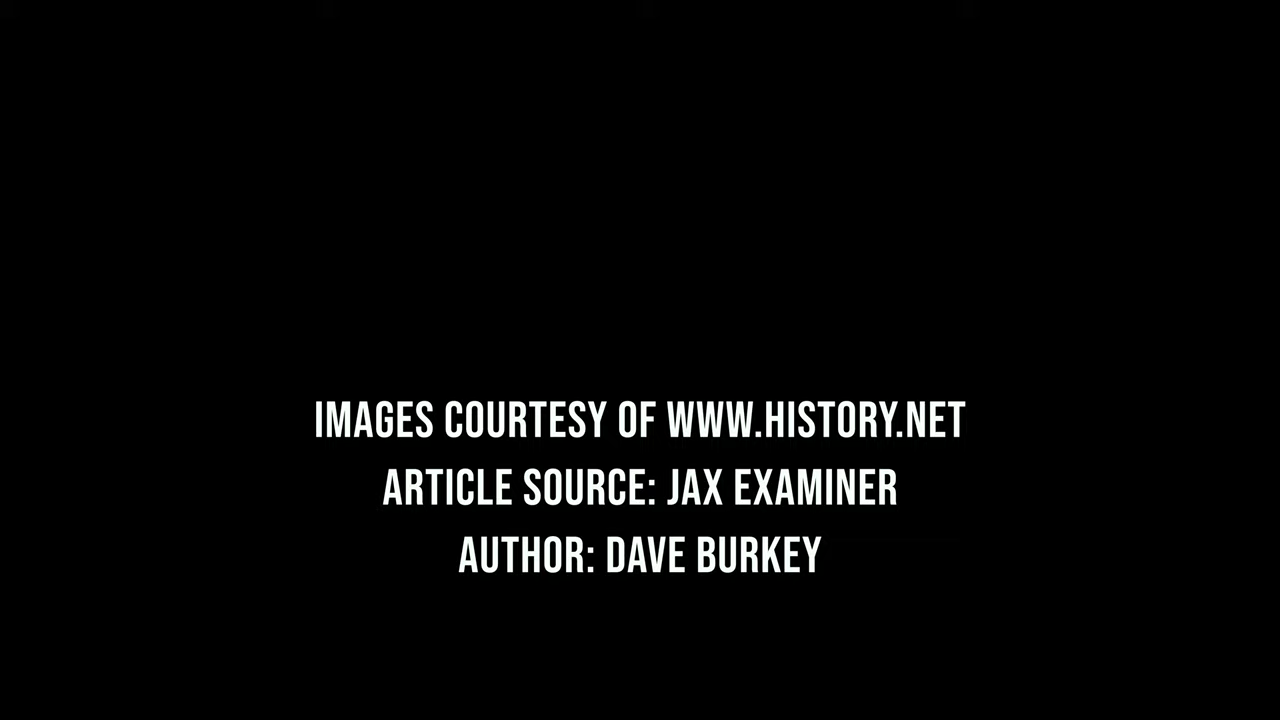 IMAGES COURTESY OF WWW.HISTORY.NET
ARTICLE SOURCE: JAX EXAMINER
AUTHOR: DAVE BURKEY